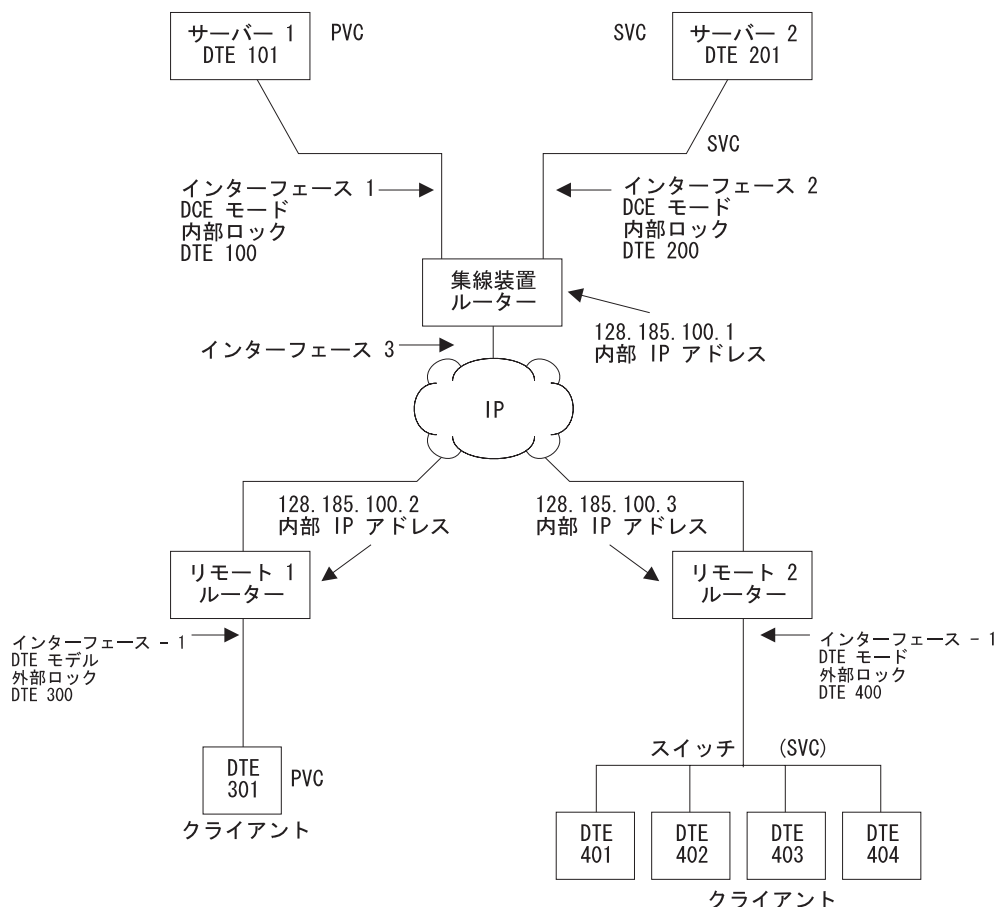 サーバー 1
DTE 101
PVC
SVC
サーバー 2
DTE 201
SVC
インターフェース 1
DCE モード
内部ロック
DTE 100
インターフェース 2
DCE モード
内部ロック
DTE 200
集線装置
ルーター
128.185.100.1
内部 IP アドレス
インターフェース 3
IP
128.185.100.2
内部 IP アドレス
128.185.100.3
内部 IP アドレス
リモート 1
ルーター
リモート 2
ルーター
インターフェース - 1
DTE モデル
外部ロック
DTE 300
インターフェース - 1
DTE モード
外部ロック
DTE 400
DTE
301
PVC
クライアント
スイッチ (SVC)
DTE
401
DTE
402
DTE
403
DTE
404
クライアント